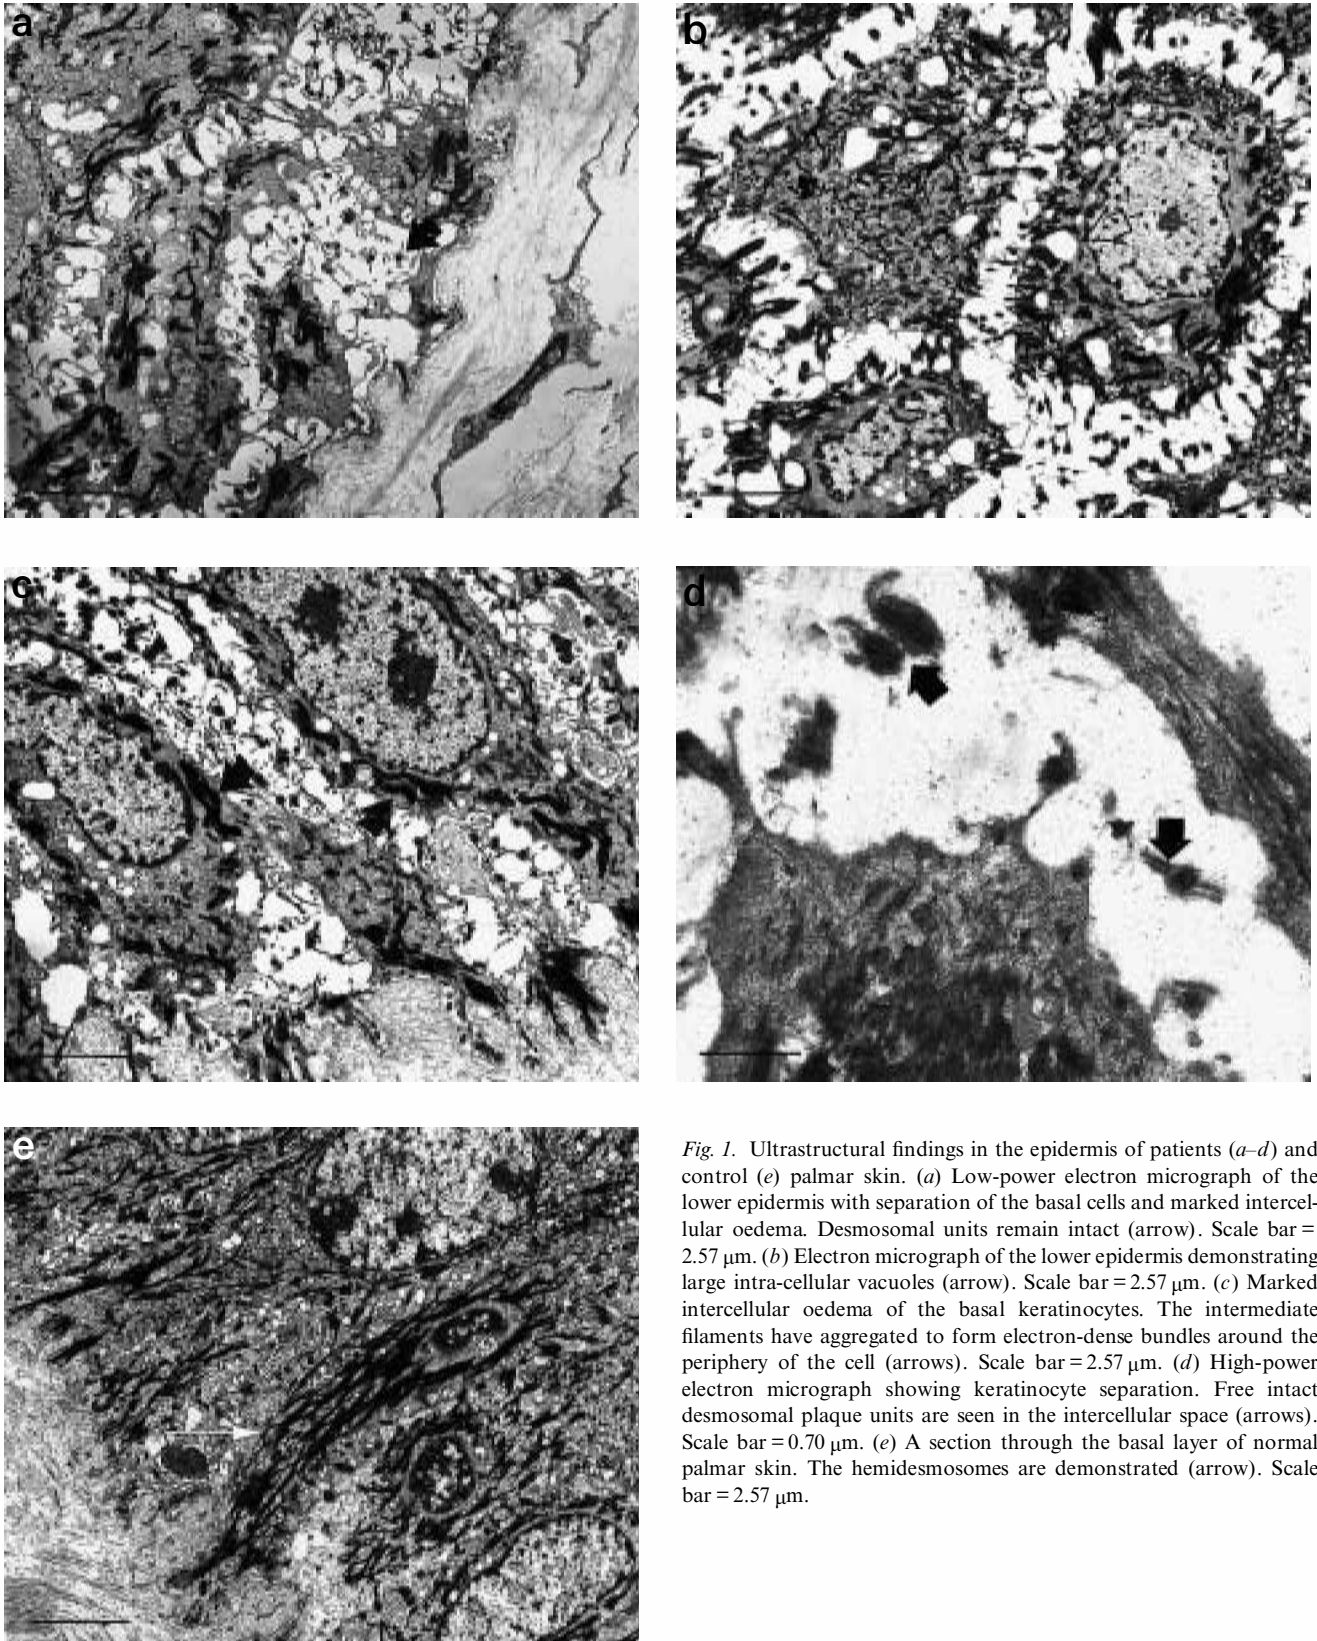 a
b
c
d
e
Fig. 1. Ultrastructural findings in the epidermis of patients (a–d) and
control (e) palmar skin. (a) Low-power electron micrograph of the
lower epidermis with separation of the basal cells and marked intercel-
lular oedema. Desmosomal units remain intact (arrow). Scale bar =
2.57 μm. (b) Electron micrograph of the lower epidermis demonstrating
large intra-cellular vacuoles (arrow). Scale bar = 2.57 μm. (c) Marked
intercellular oedema of the basal keratinocytes. The intermediate
filaments have aggregated to form electron-dense bundles around the
periphery of the cell (arrows). Scale bar = 2.57 μm. (d) High-power
electron micrograph showing keratinocyte separation. Free intact
desmosomal plaque units are seen in the intercellular space (arrows).
Scale bar = 0.70 μm. (e) A section through the basal layer of normal
palmar skin. The hemidesmosomes are demonstrated (arrow). Scale
bar = 2.57 μm.